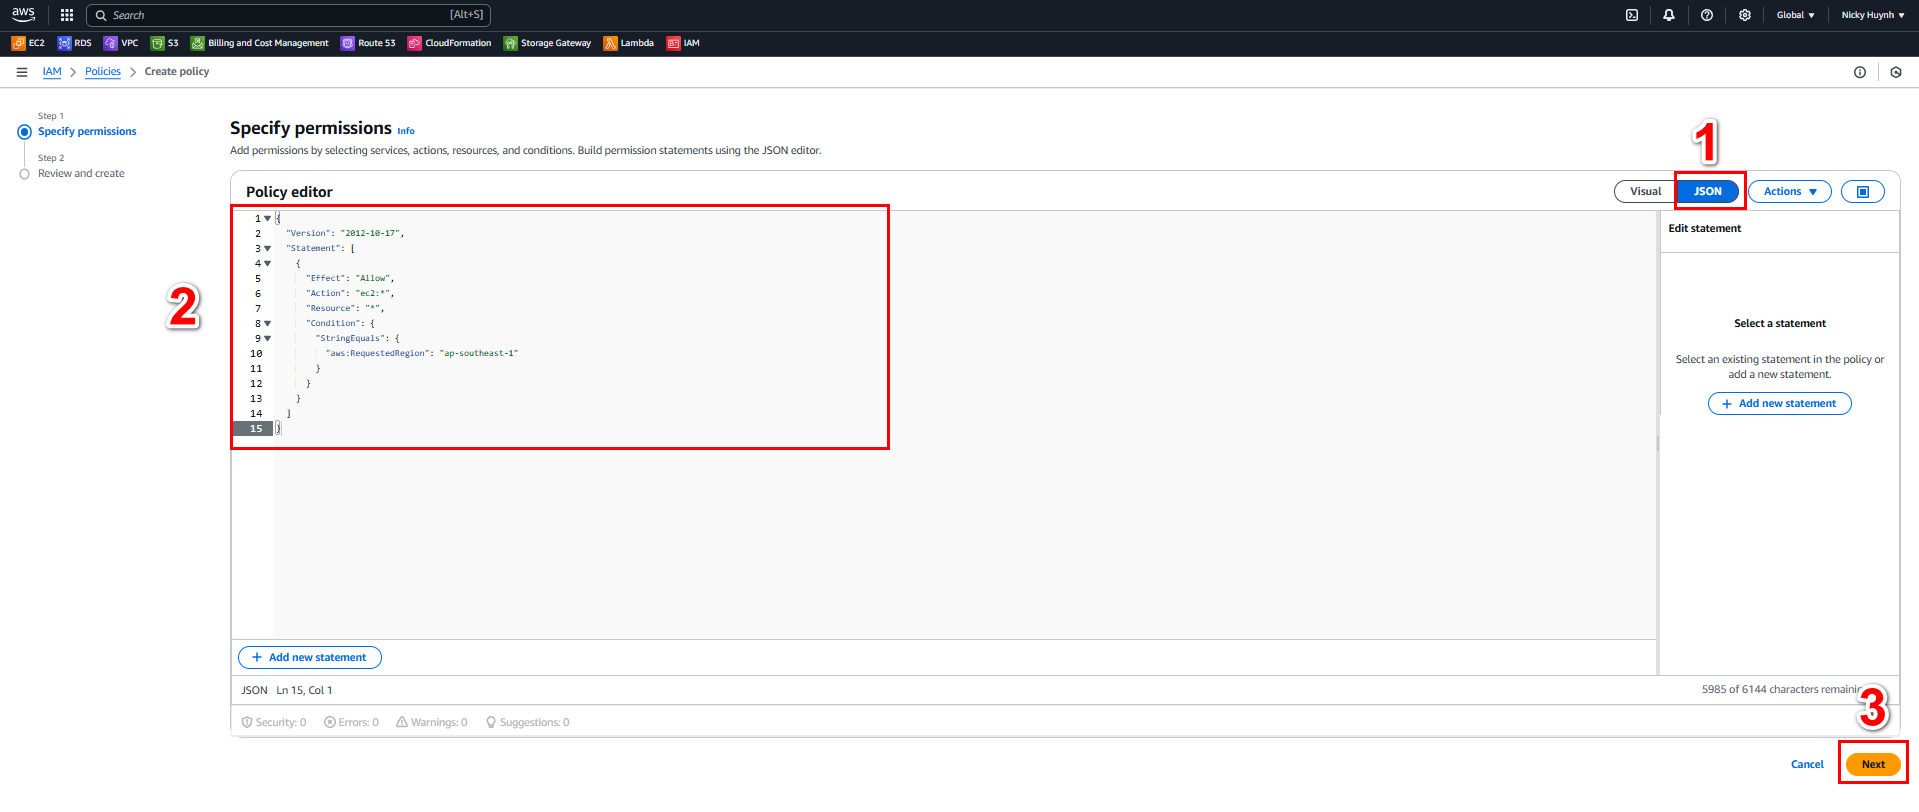 aws
Search [Alt+S]
Global
Nicky Huynh
EC2 RDS VPC S3 Billing and Cost Management Route 53 CloudFormation Storage Gateway Lambda IAM
IAM > Policies > Create policy
Step 1
Specify permissions
Step 2
Review and create
Specify permissions Info
Add permissions by selecting services, actions, resources, and conditions. Build permission statements using the JSON editor.
1
Policy editor
Visual JSON Actions
2
1 {
2 "Version": "2012-10-17",
3 "Statement": [
4 {
5 "Effect": "Allow",
6 "Action": "ec2:*",
7 "Resource": "*",
8 "Condition": {
9 "StringEquals": {
10 "aws:RequestedRegion": "ap-southeast-1"
11 }
12 }
13 }
14 ]
15 }
Edit statement
Select a statement
Select an existing statement in the policy or
add a new statement.
+ Add new statement
+ Add new statement
JSON Ln 15, Col 1
5985 of 6144 characters remaining
Security: 0 Errors: 0 Warnings: 0 Suggestions: 0
3
Cancel Next